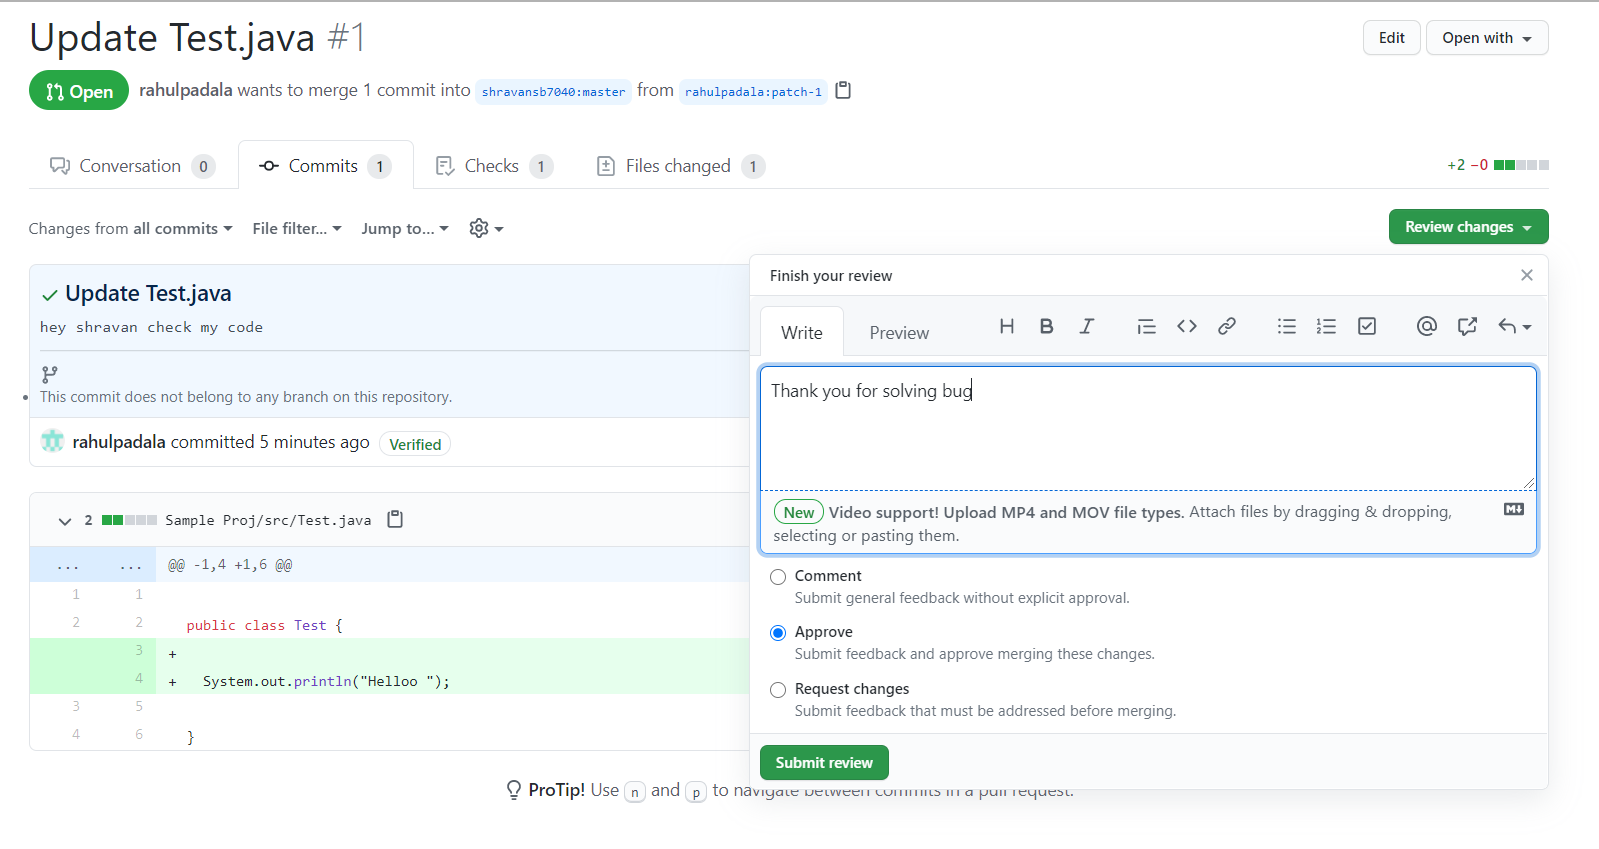 Update Test.java #1
Edit Open with
Open rahulpadala wants to merge 1 commit into shravansb7040:master from rahulpadala:patch-1
Conversation 0 Commits 1 Checks 1 Files changed 1 +2 −0
Changes from all commits File filter... Jump to... Review changes
Finish your review
Update Test.java
hey shravan check my code
Write Preview
This commit does not belong to any branch on this repository.
Thank you for solving bug
rahulpadala committed 5 minutes ago Verified
New Video support! Upload MP4 and MOV file types. Attach files by dragging & dropping,
selecting or pasting them.
2 Sample Proj/src/Test.java
... ... @@ -1,4 +1,6 @@
1 1
2 2 public class Test {
3 +
4 + System.out.println("Helloo ");
3 5
4 6 }
Comment
Submit general feedback without explicit approval.
Approve
Submit feedback and approve merging these changes.
Request changes
Submit feedback that must be addressed before merging.
Submit review
ProTip! Use n and p to navigate between commits in a pull request.